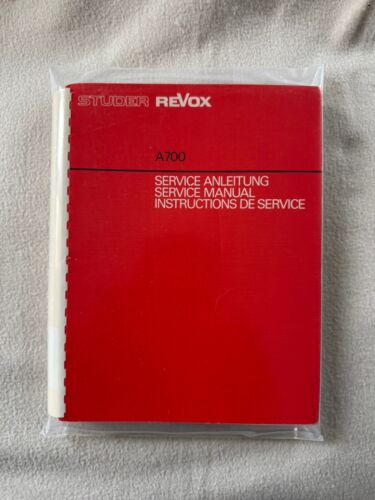 STUDER REVOX
A700
SERVICE ANLEITUNG
SERVICE MANUAL
INSTRUCTIONS DE SERVICE